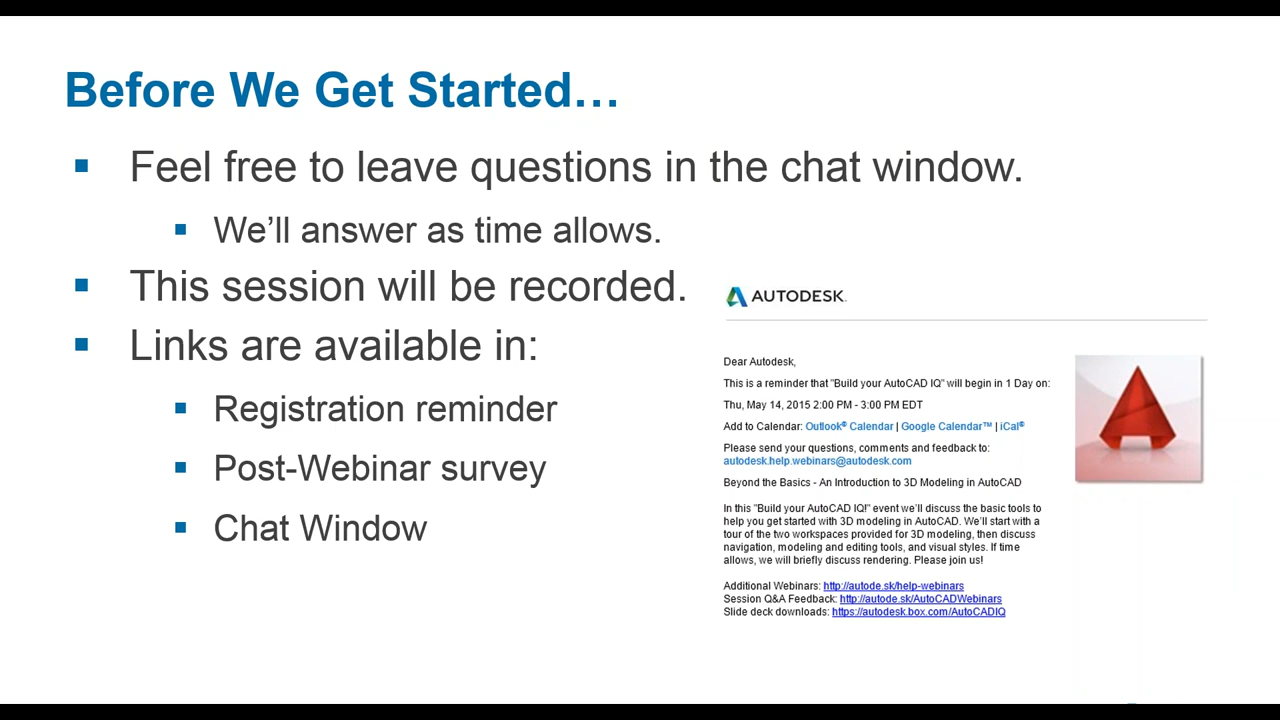 Before We Get Started…
Feel free to leave questions in the chat window.
We’ll answer as time allows.
This session will be recorded.
Links are available in:
Registration reminder
Post-Webinar survey
Chat Window
AUTODESK.
Dear Autodesk,
This is a reminder that "Build your AutoCAD IQ" will begin in 1 Day on:
Thu, May 14, 2015 2:00 PM - 3:00 PM EDT
Add to Calendar: Outlook® Calendar | Google Calendar™ | iCal®
Please send your questions, comments and feedback to:
autodesk.help.webinars@autodesk.com
Beyond the Basics - An Introduction to 3D Modeling in AutoCAD
In this "Build your AutoCAD IQ!" event we'll discuss the basic tools to
help you get started with 3D modeling in AutoCAD. We'll start with a
tour of the two workspaces provided for 3D modeling, then discuss
navigation, modeling and editing tools, and visual styles. If time
allows, we will briefly discuss rendering. Please join us!
Additional Webinars: http://autode.sk/help-webinars
Session Q&A Feedback: http://autode.sk/AutoCADWebinars
Slide deck downloads: https://autodesk.box.com/AutoCADIQ